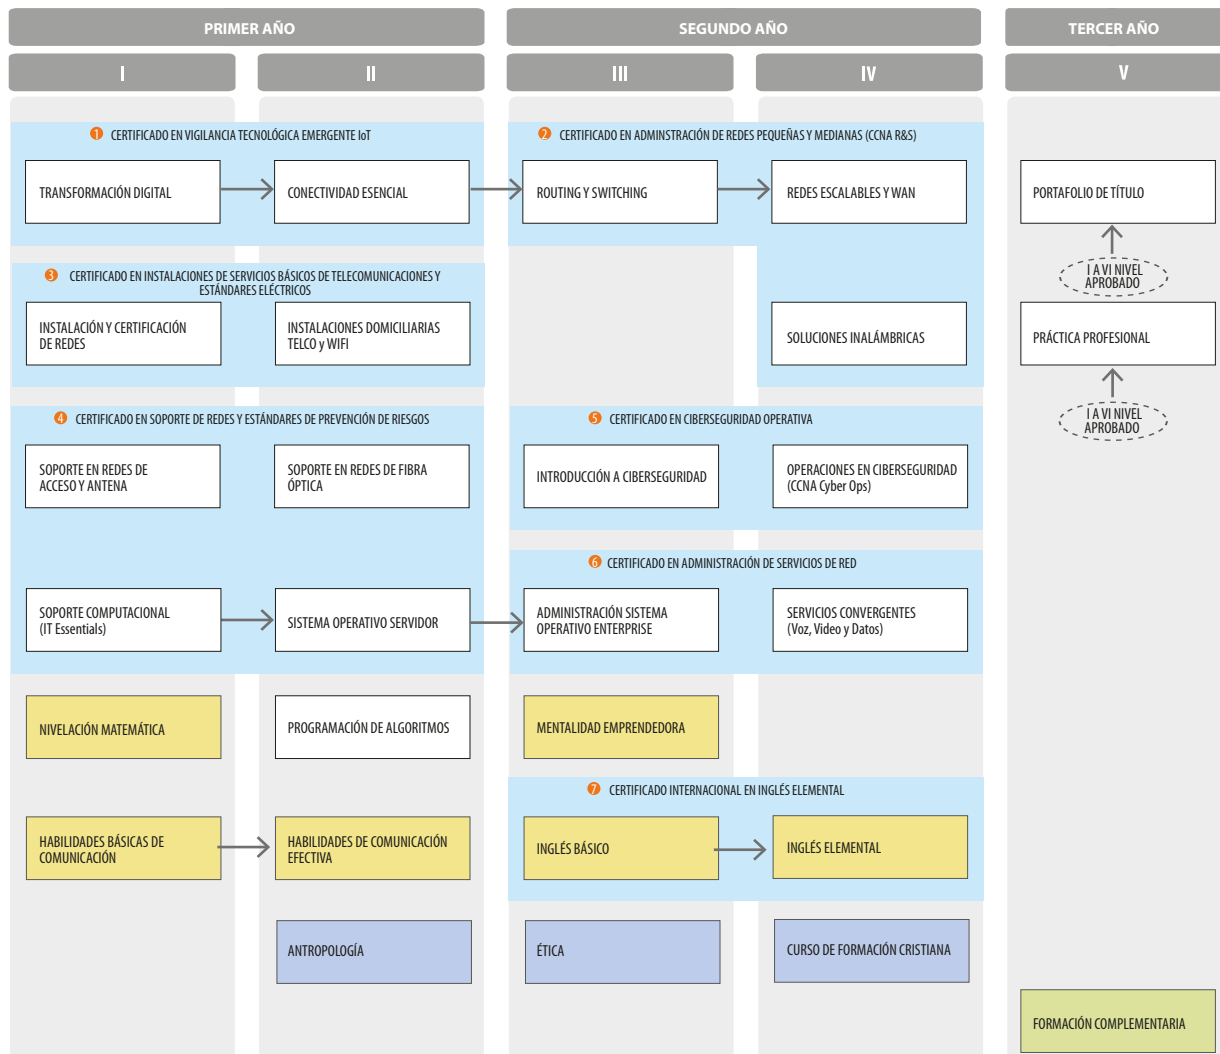 PRIMER AÑO
SEGUNDO AÑO
TERCER AÑO
I
II
III
IV
V
1 CERTIFICADO EN VIGILANCIA TECNOLÓGICA EMERGENTE IoT
2 CERTIFICADO EN ADMINSTRACIÓN DE REDES PEQUEÑAS Y MEDIANAS (CCNA R&S)
TRANSFORMACIÓN DIGITAL
CONECTIVIDAD ESENCIAL
ROUTING Y SWITCHING
REDES ESCALABLES Y WAN
PORTAFOLIO DE TÍTULO
I A VI NIVEL
APROBADO
3 CERTIFICADO EN INSTALACIONES DE SERVICIOS BÁSICOS DE TELECOMUNICACIONES Y
ESTÁNDARES ELÉCTRICOS
INSTALACIÓN Y CERTIFICACIÓN
DE REDES
INSTALACIONES DOMICILIARIAS
TELCO y WIFI
SOLUCIONES INALÁMBRICAS
PRÁCTICA PROFESIONAL
I A VI NIVEL
APROBADO
4 CERTIFICADO EN SOPORTE DE REDES Y ESTÁNDARES DE PREVENCIÓN DE RIESGOS
5 CERTIFICADO EN CIBERSEGURIDAD OPERATIVA
SOPORTE EN REDES DE
ACCESO Y ANTENA
SOPORTE EN REDES DE FIBRA
ÓPTICA
INTRODUCCIÓN A CIBERSEGURIDAD
OPERACIONES EN CIBERSEGURIDAD
(CCNA Cyber Ops)
6 CERTIFICADO EN ADMINISTRACIÓN DE SERVICIOS DE RED
SOPORTE COMPUTACIONAL
(IT Essentials)
SISTEMA OPERATIVO SERVIDOR
ADMINISTRACIÓN SISTEMA
OPERATIVO ENTERPRISE
SERVICIOS CONVERGENTES
(Voz, Video y Datos)
NIVELACIÓN MATEMÁTICA
PROGRAMACIÓN DE ALGORITMOS
MENTALIDAD EMPRENDEDORA
7 CERTIFICADO INTERNACIONAL EN INGLÉS ELEMENTAL
HABILIDADES BÁSICAS DE
COMUNICACIÓN
HABILIDADES DE COMUNICACIÓN
EFECTIVA
INGLÉS BÁSICO
INGLÉS ELEMENTAL
ANTROPOLOGÍA
ÉTICA
CURSO DE FORMACIÓN CRISTIANA
FORMACIÓN COMPLEMENTARIA